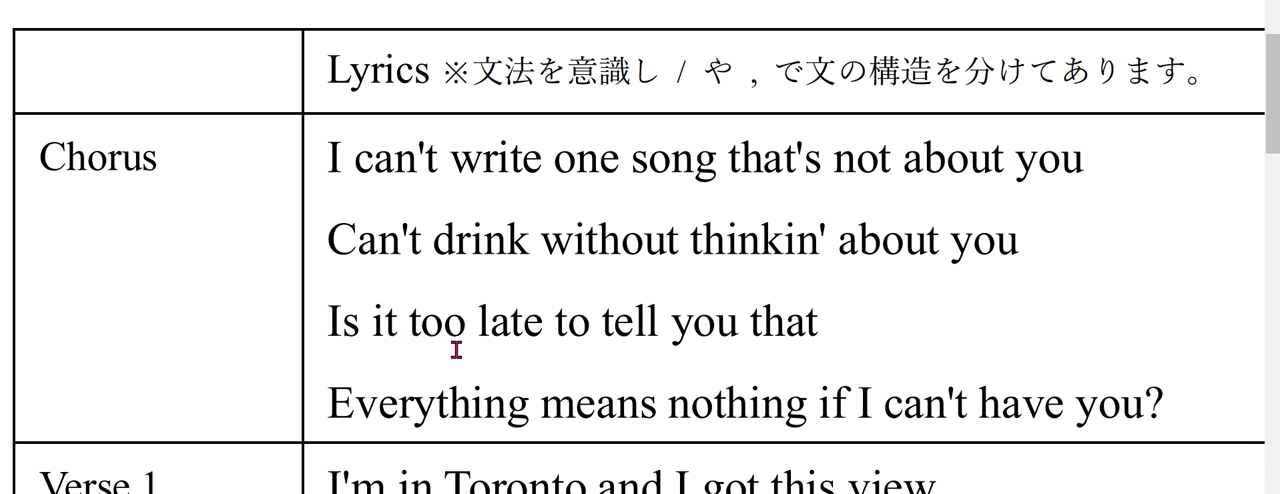 Lyrics ※文法を意識し / や , で文の構造を分けてあります。
Chorus
I can't write one song that's not about you
Can't drink without thinkin' about you
Is it too late to tell you that
Everything means nothing if I can't have you?
Verse 1
I'm in Toronto and I got this view